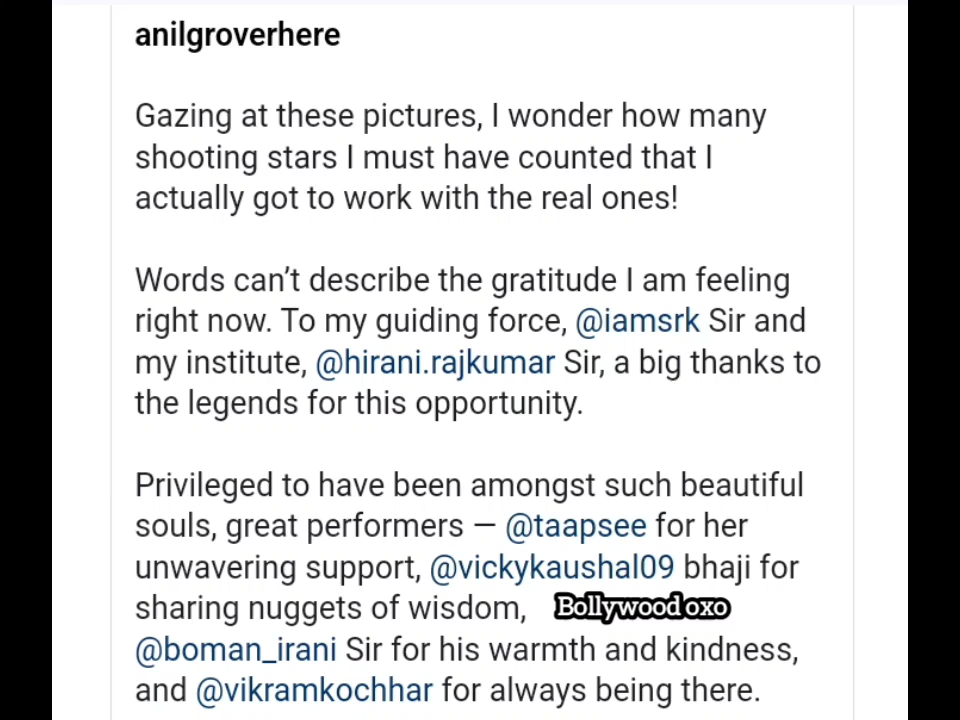 anilgroverhere
Gazing at these pictures, I wonder how many
shooting stars I must have counted that I
actually got to work with the real ones!
Words can’t describe the gratitude I am feeling
right now. To my guiding force, @iamsrk Sir and
my institute, @hirani.rajkumar Sir, a big thanks to
the legends for this opportunity.
Privileged to have been amongst such beautiful
souls, great performers — @taapsee for her
unwavering support, @vickykaushal09 bhaji for
sharing nuggets of wisdom, Bollywood oxo
@boman_irani Sir for his warmth and kindness,
and @vikramkochhar for always being there.